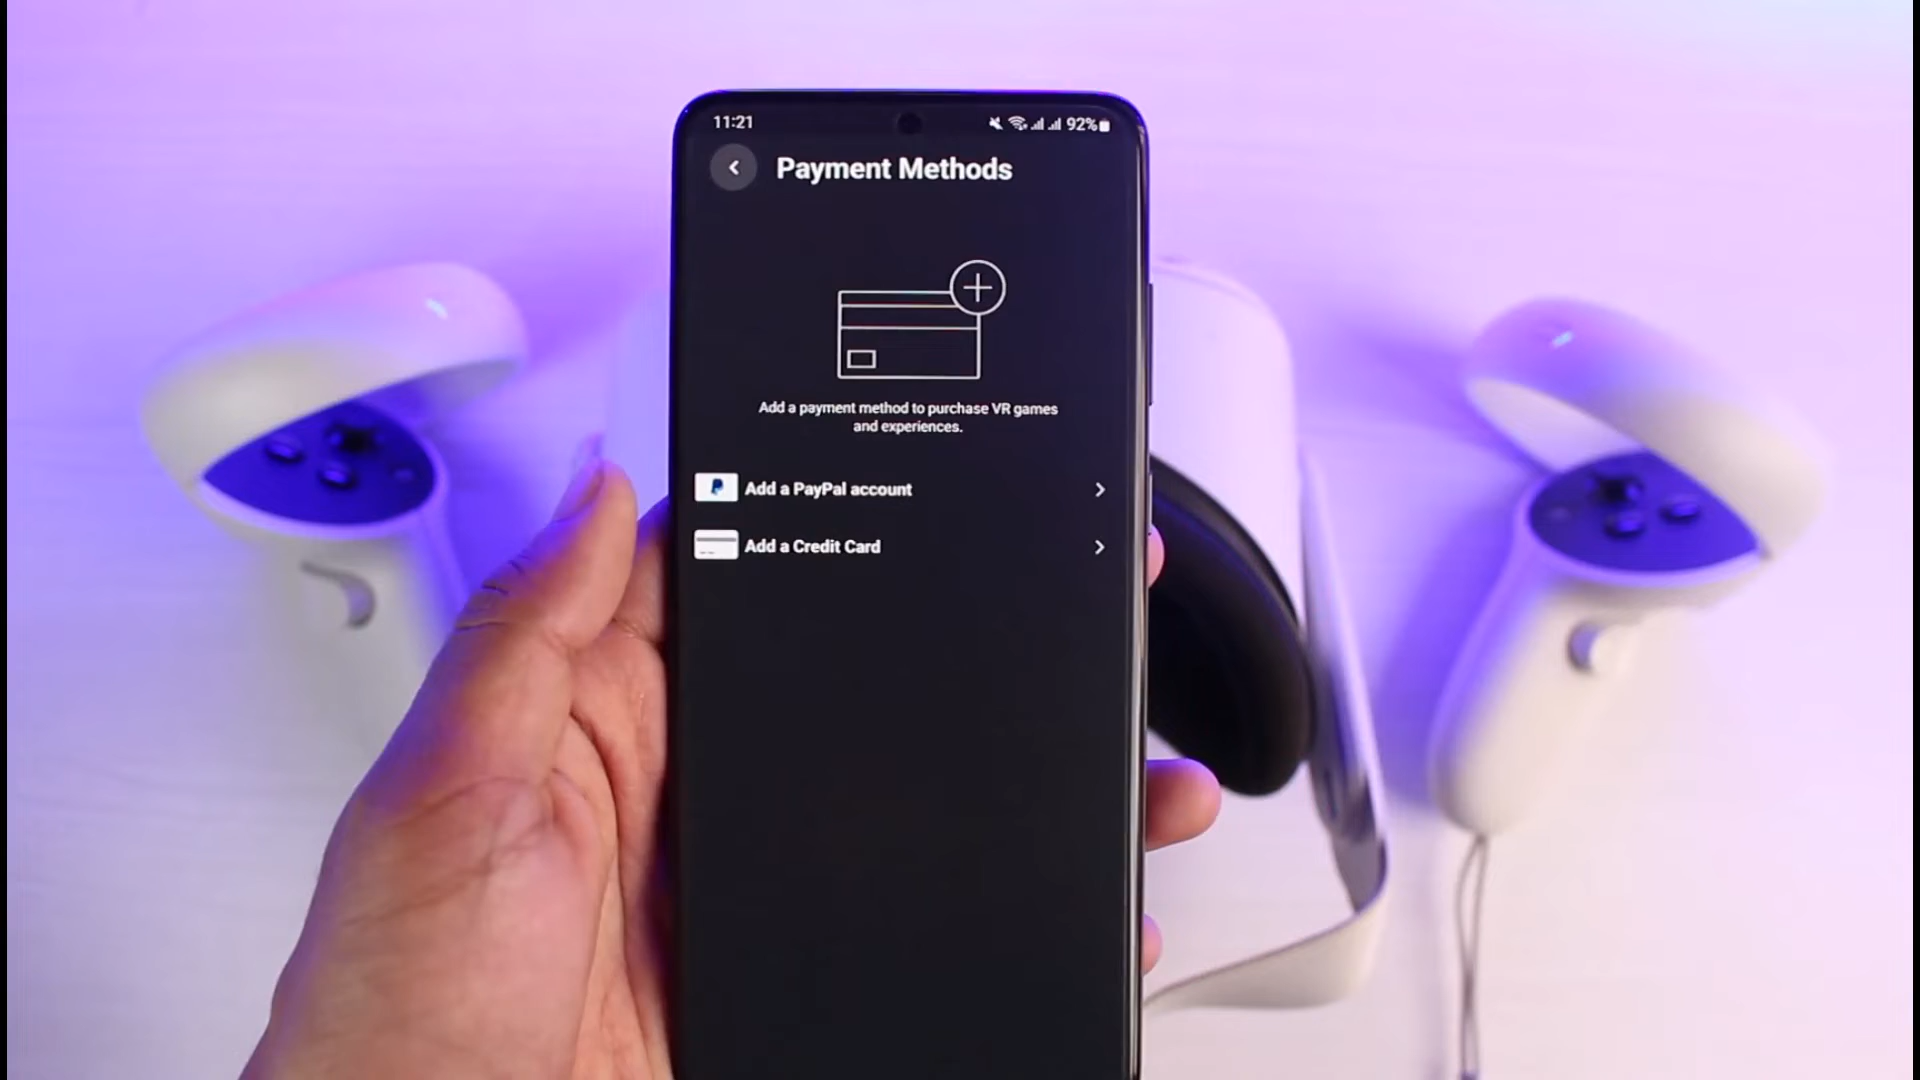 11:21
92%
Payment Methods
Add a payment method to purchase VR games
and experiences.
Add a PayPal account
Add a Credit Card